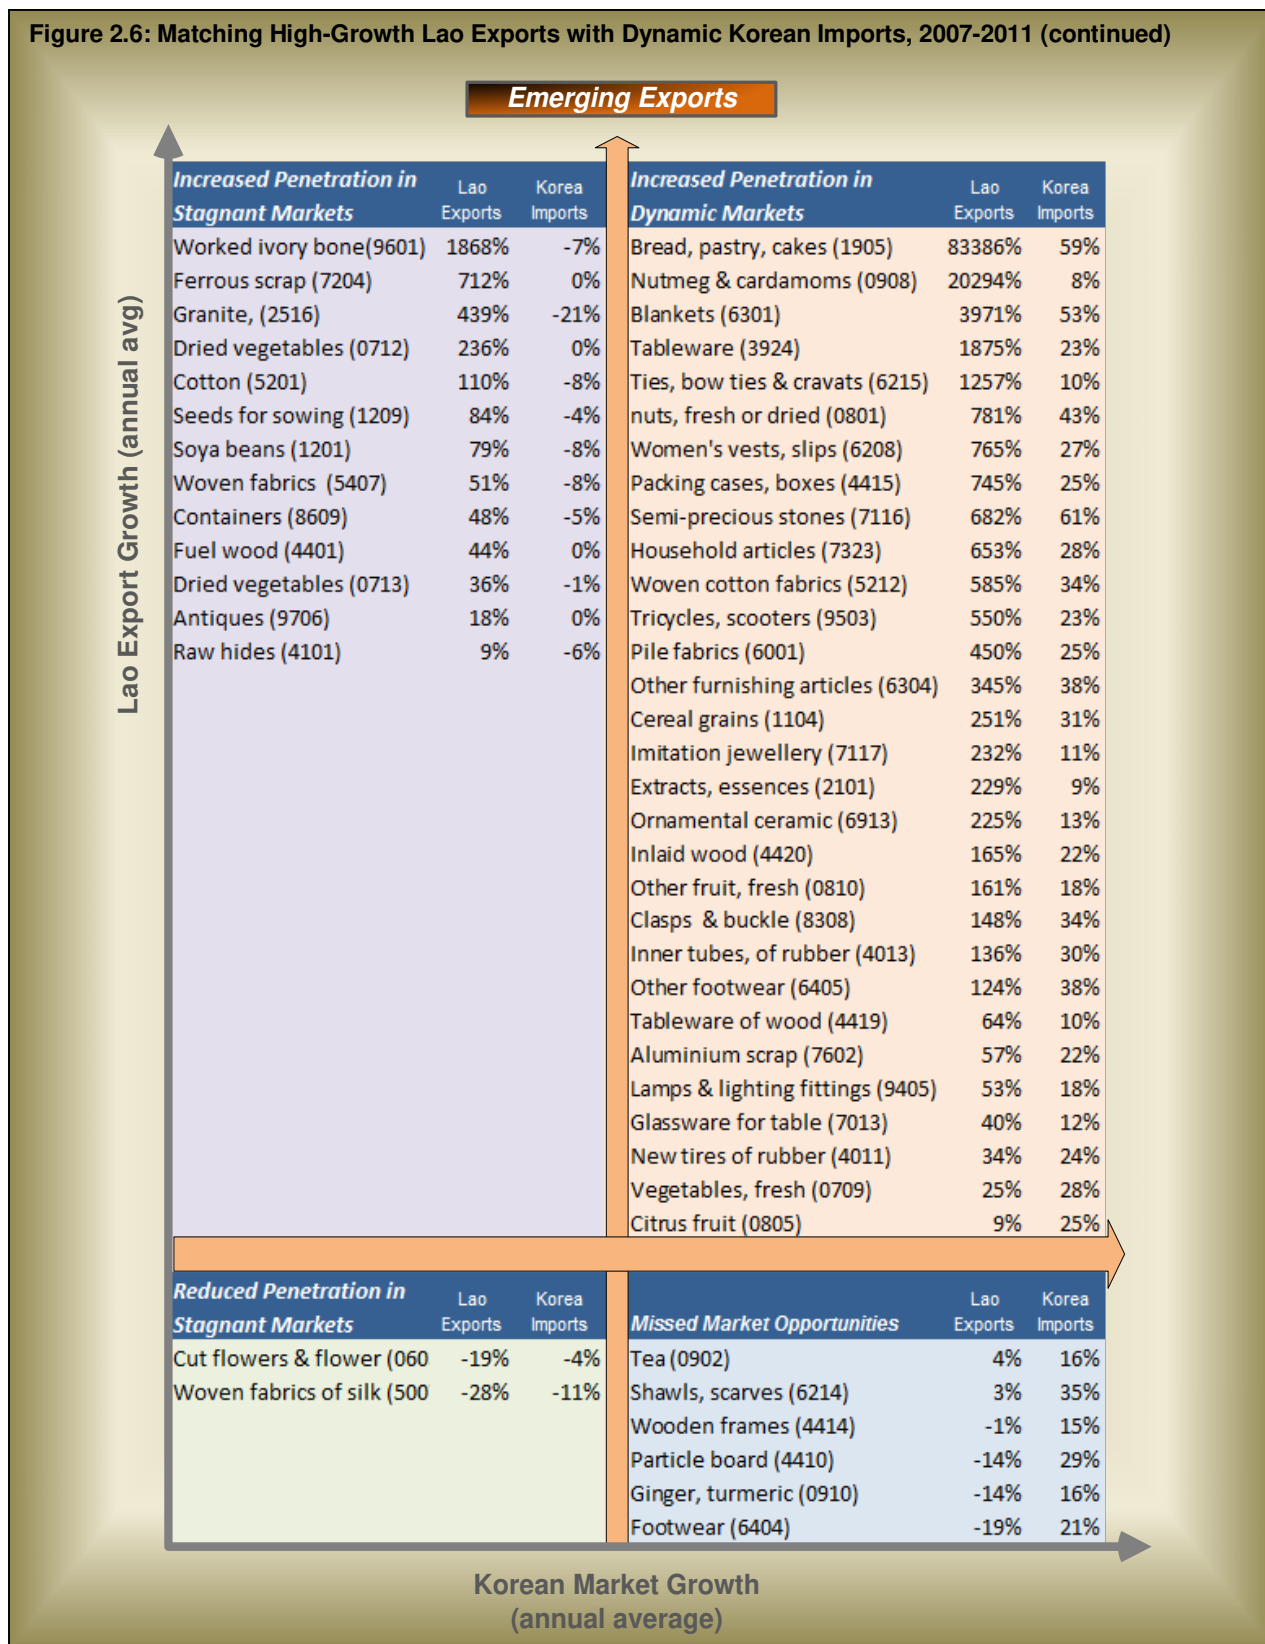 Figure 2.6: Matching High-Growth Lao Exports with Dynamic Korean Imports, 2007-2011 (continued)
Emerging Exports
Lao Export Growth (annual avg)
Increased Penetration in Stagnant Markets Lao Exports Korea Imports
Worked ivory bone(9601) 1868% -7%
Ferrous scrap (7204) 712% 0%
Granite, (2516) 439% -21%
Dried vegetables (0712) 236% 0%
Cotton (5201) 110% -8%
Seeds for sowing (1209) 84% -4%
Soya beans (1201) 79% -8%
Woven fabrics (5407) 51% -8%
Containers (8609) 48% -5%
Fuel wood (4401) 44% 0%
Dried vegetables (0713) 36% -1%
Antiques (9706) 18% 0%
Raw hides (4101) 9% -6%
Increased Penetration in Dynamic Markets Lao Exports Korea Imports
Bread, pastry, cakes (1905) 83386% 59%
Nutmeg & cardamoms (0908) 20294% 8%
Blankets (6301) 3971% 53%
Tableware (3924) 1875% 23%
Ties, bow ties & cravats (6215) 1257% 10%
nuts, fresh or dried (0801) 781% 43%
Women's vests, slips (6208) 765% 27%
Packing cases, boxes (4415) 745% 25%
Semi-precious stones (7116) 682% 61%
Household articles (7323) 653% 28%
Woven cotton fabrics (5212) 585% 34%
Tricycles, scooters (9503) 550% 23%
Pile fabrics (6001) 450% 25%
Other furnishing articles (6304) 345% 38%
Cereal grains (1104) 251% 31%
Imitation jewellery (7117) 232% 11%
Extracts, essences (2101) 229% 9%
Ornamental ceramic (6913) 225% 13%
Inlaid wood (4420) 165% 22%
Other fruit, fresh (0810) 161% 18%
Clasps & buckle (8308) 148% 34%
Inner tubes, of rubber (4013) 136% 30%
Other footwear (6405) 124% 38%
Tableware of wood (4419) 64% 10%
Aluminium scrap (7602) 57% 22%
Lamps & lighting fittings (9405) 53% 18%
Glassware for table (7013) 40% 12%
New tires of rubber (4011) 34% 24%
Vegetables, fresh (0709) 25% 28%
Citrus fruit (0805) 9% 25%
Reduced Penetration in Stagnant Markets Lao Exports Korea Imports
Cut flowers & flower (060 -19% -4%
Woven fabrics of silk (500 -28% -11%
Missed Market Opportunities Lao Exports Korea Imports
Tea (0902) 4% 16%
Shawls, scarves (6214) 3% 35%
Wooden frames (4414) -1% 15%
Particle board (4410) -14% 29%
Ginger, turmeric (0910) -14% 16%
Footwear (6404) -19% 21%
Korean Market Growth
(annual average)